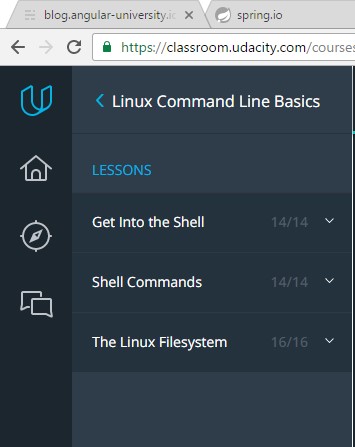 blog.angular-university.io
spring.io
https://classroom.udacity.com/courses
Linux Command Line Basics
LESSONS
Get Into the Shell 14/14
Shell Commands 14/14
The Linux Filesystem 16/16